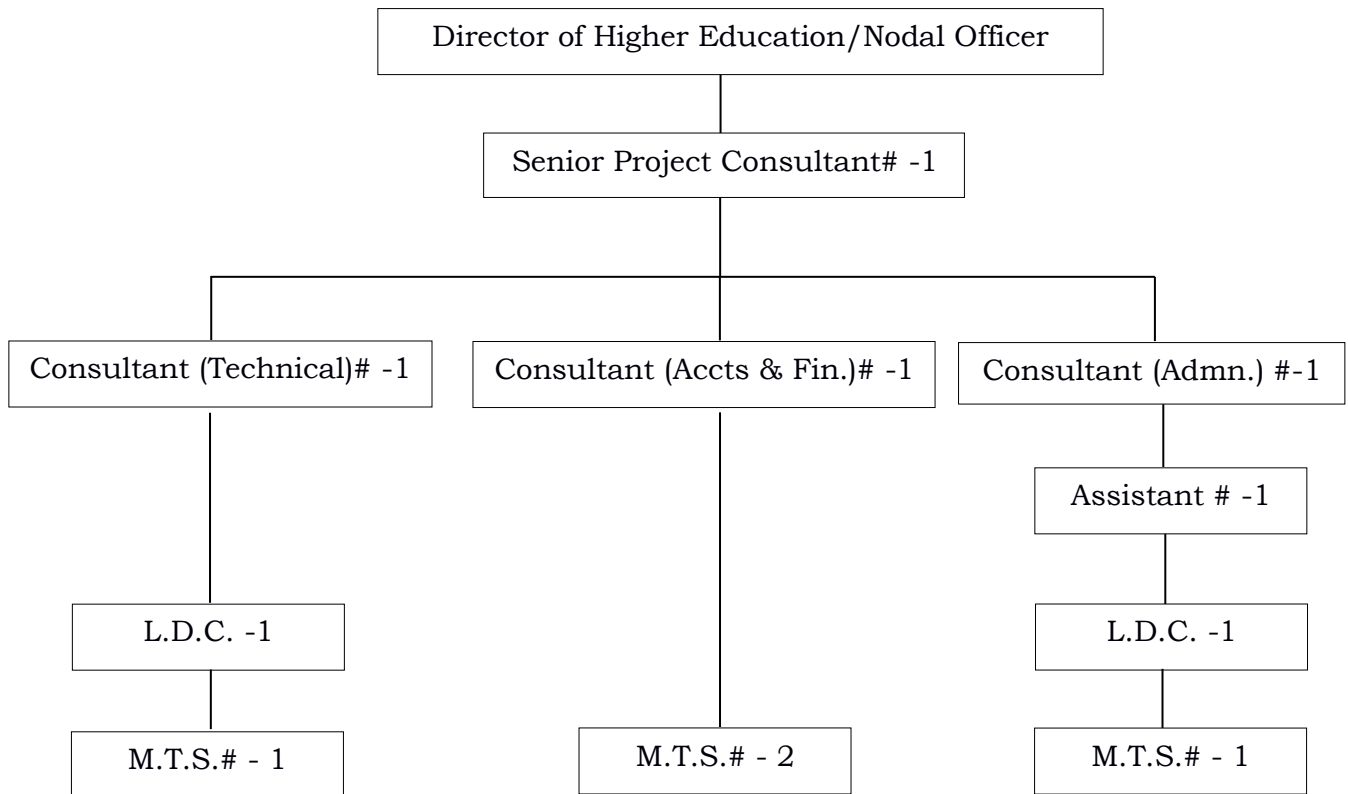 Director of Higher Education/Nodal Officer
Senior Project Consultant# -1
Consultant (Technical)# -1
Consultant (Accts & Fin.)# -1
Consultant (Admn.) #-1
Assistant # -1
L.D.C. -1
L.D.C. -1
M.T.S.# - 1
M.T.S.# - 2
M.T.S.# - 1